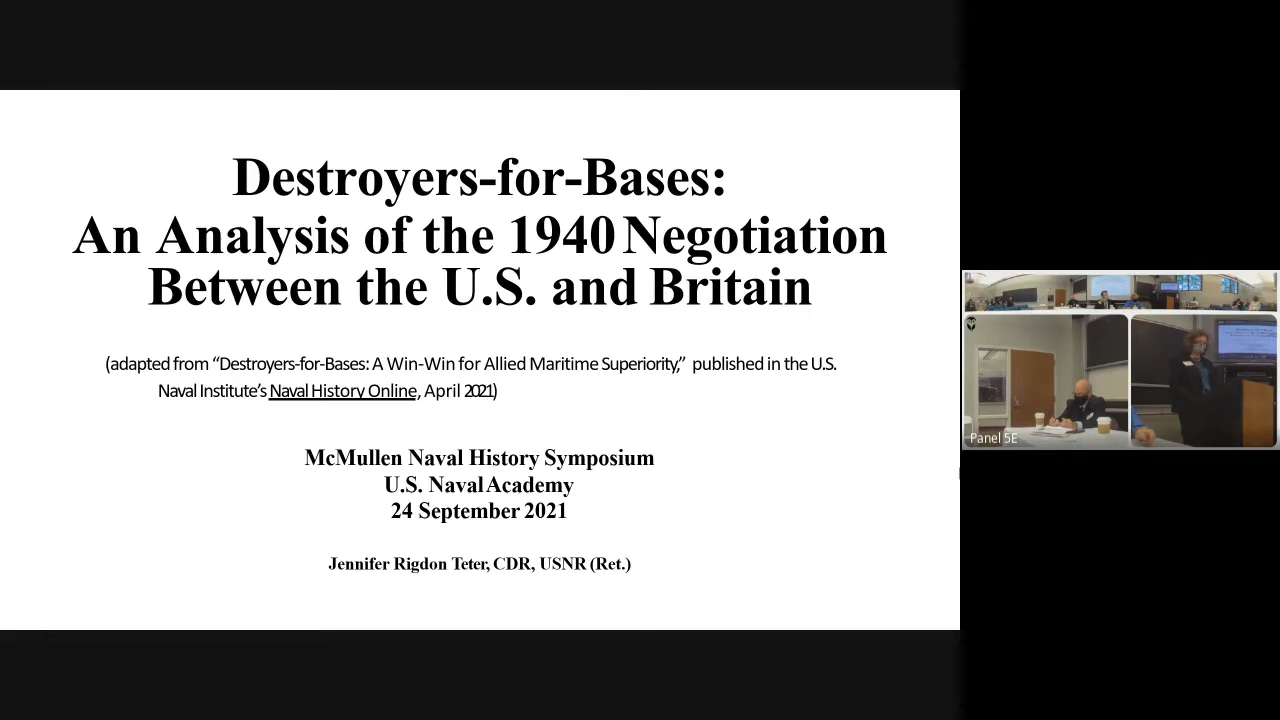 Destroyers-for-Bases:
An Analysis of the 1940 Negotiation
Between the U.S. and Britain
(adapted from “Destroyers-for-Bases: A Win-Win for Allied Maritime Superiority,” published in the U.S.
Naval Institute’s Naval History Online, April 2021)
McMullen Naval History Symposium
U.S. Naval Academy
24 September 2021
Jennifer Rigdon Teter, CDR, USNR (Ret.)
Panel 5E